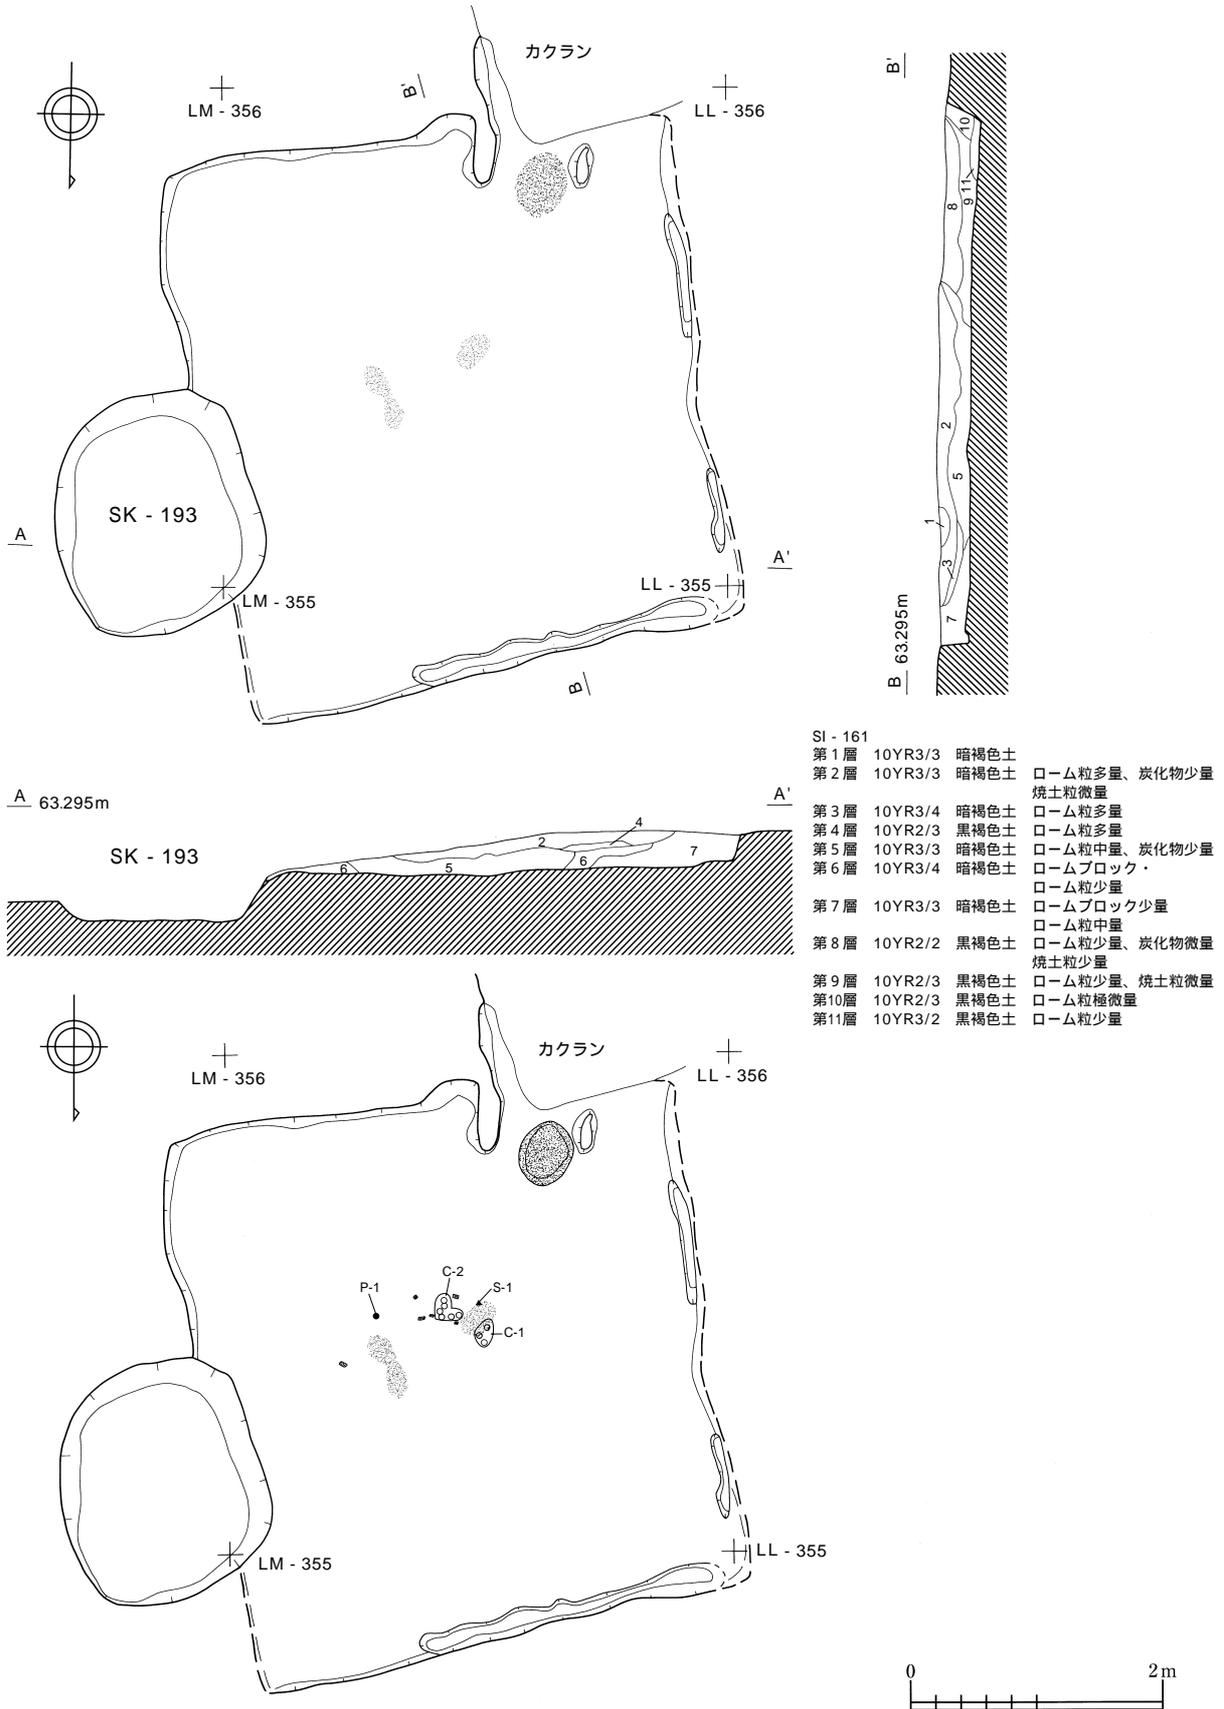 カクラン
B'
LM - 356
LL - 356
SK - 193
A
A'
LL - 355
LM - 355
B
B'
10
11
9
8
2
5
1
3
7
B 63.295m
SI - 161
第1層 10YR3/3 暗褐色土
第2層 10YR3/3 暗褐色土 ローム粒多量、炭化物少量
焼土粒微量
第3層 10YR3/4 暗褐色土 ローム粒多量
第4層 10YR2/3 黒褐色土 ローム粒多量
第5層 10YR3/3 暗褐色土 ローム粒中量、炭化物少量
第6層 10YR3/4 暗褐色土 ロームブロック・
ローム粒少量
第7層 10YR3/3 暗褐色土 ロームブロック少量
ローム粒中量
第8層 10YR2/2 黒褐色土 ローム粒少量、炭化物微量
焼土粒少量
第9層 10YR2/3 黒褐色土 ローム粒少量、焼土粒微量
第10層 10YR2/3 黒褐色土 ローム粒極微量
第11層 10YR3/2 黒褐色土 ローム粒少量
A 63.295m
A'
SK - 193
4
2
7
6
5
6
カクラン
LM - 356
LL - 356
C-2
P-1
S-1
C-1
LL - 355
LM - 355
0 2m